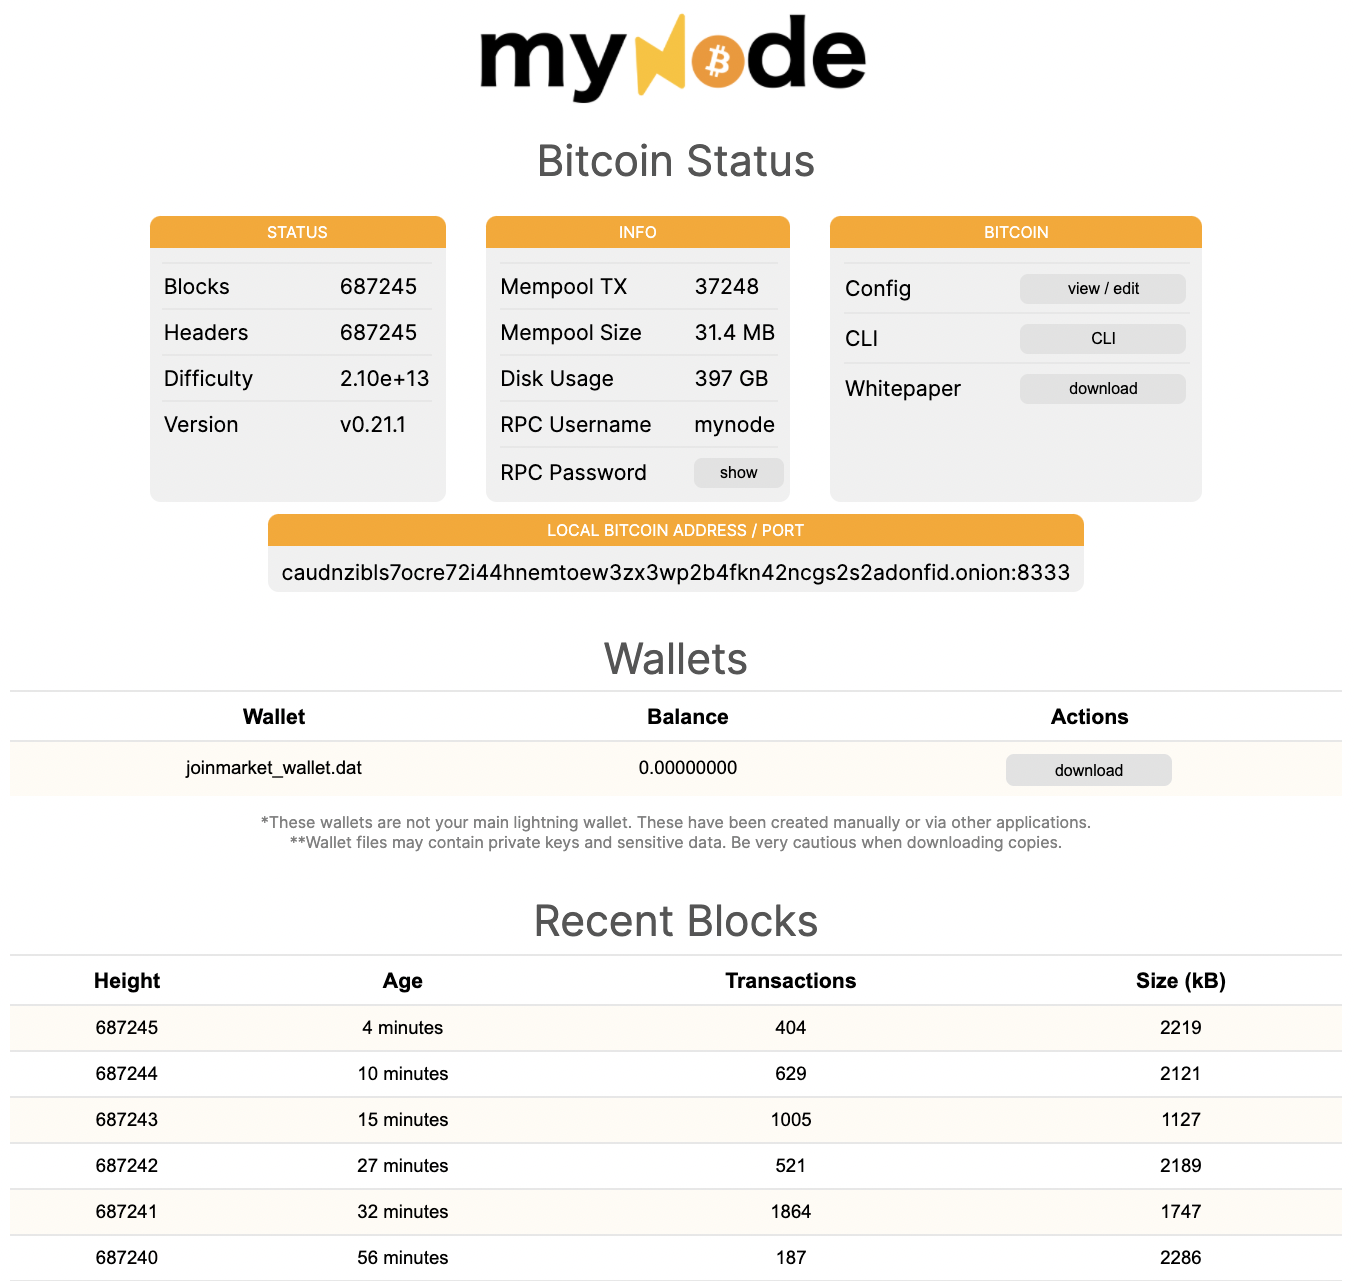 myNode
Bitcoin Status
STATUS
Blocks 687245
Headers 687245
Difficulty 2.10e+13
Version v0.21.1
INFO
Mempool TX 37248
Mempool Size 31.4 MB
Disk Usage 397 GB
RPC Username mynode
RPC Password show
BITCOIN
Config view / edit
CLI CLI
Whitepaper download
LOCAL BITCOIN ADDRESS / PORT
caudnzibls7ocre72i44hnemtoew3zx3wp2b4fkn42ncgs2s2adonfid.onion:8333
Wallets
Wallet Balance Actions
joinmarket_wallet.dat 0.00000000 download
*These wallets are not your main lightning wallet. These have been created manually or via other applications.
**Wallet files may contain private keys and sensitive data. Be very cautious when downloading copies.
Recent Blocks
Height Age Transactions Size (kB)
687245 4 minutes 404 2219
687244 10 minutes 629 2121
687243 15 minutes 1005 1127
687242 27 minutes 521 2189
687241 32 minutes 1864 1747
687240 56 minutes 187 2286